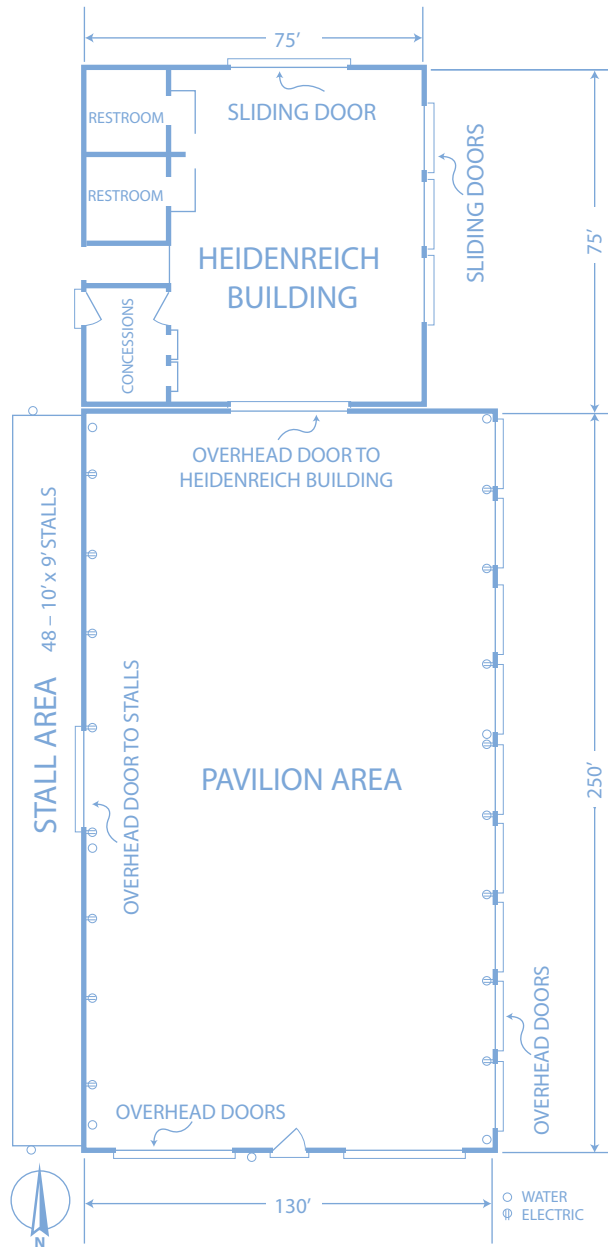 75'
RESTROOM
SLIDING DOOR
SLIDING DOORS
75'
RESTROOM
HEIDENREICH
BUILDING
CONCESSIONS
OVERHEAD DOOR TO
HEIDENREICH BUILDING
STALL AREA 48 – 10' x 9' STALLS
OVERHEAD DOOR TO STALLS
PAVILION AREA
250'
OVERHEAD DOORS
OVERHEAD DOORS
130'
WATER
ELECTRIC
N